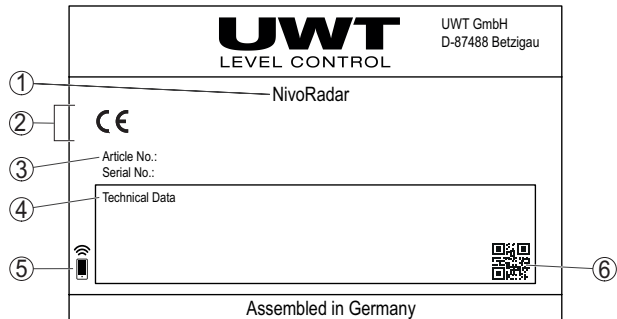 UWT
LEVEL CONTROL
UWT GmbH
D-87488 Betzigau
1
NivoRadar
2
CE
3
Article No.:
Serial No.:
4
Technical Data
5
6
Assembled in Germany